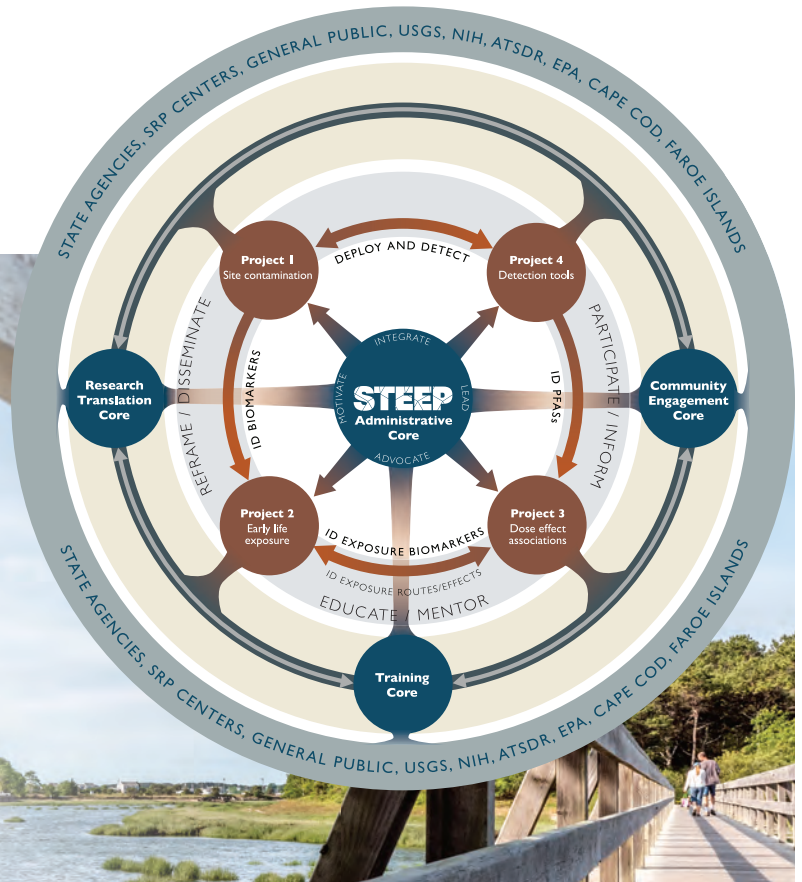 STATE AGENCIES, SRP CENTERS, GENERAL PUBLIC, USGS, NIH, ATSDR, EPA, CAPE COD, FAROE ISLANDS
Project 1
Site contamination
DEPLOY AND DETECT
Project 4
Detection tools
REFRAME / DISSEMINATE
ID BIOMARKERS
INTEGRATE
MOTIVATE
STEEP
LEAD
Administrative
Core
ADVOCATE
ID PFASs
PARTICIPATE / INFORM
Research
Translation
Core
Community
Engagement
Core
Project 2
Early life
exposure
ID EXPOSURE BIOMARKERS
Project 3
Dose effect
associations
ID EXPOSURE ROUTES/EFFECTS
EDUCATE / MENTOR
Training
Core
STATE AGENCIES, SRP CENTERS, GENERAL PUBLIC, USGS, NIH, ATSDR, EPA, CAPE COD, FAROE ISLANDS